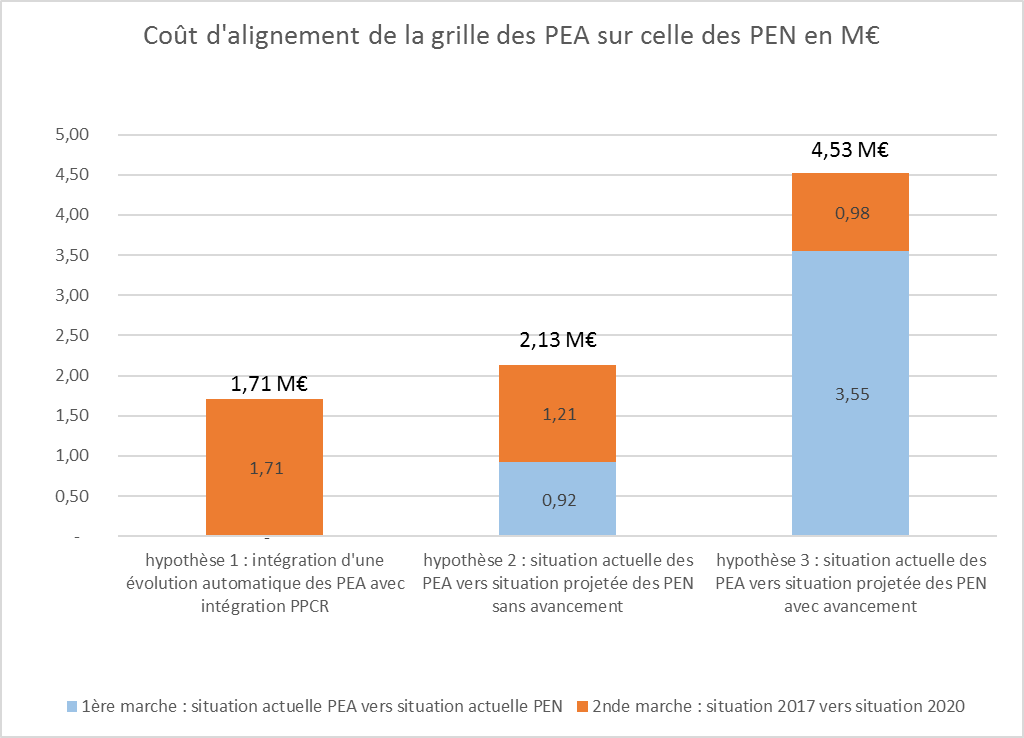 Coût d'alignement de la grille des PEA sur celle des PEN en M€
5,00
4,50
4,00
3,50
3,00
2,50
2,00
1,50
1,00
0,50
-
1,71 M€
1,71
-
2,13 M€
1,21
0,92
4,53 M€
0,98
3,55
hypothèse 1 : intégration d'une
évolution automatique des PEA avec
intégration PPCR
hypothèse 2 : situation actuelle des
PEA vers situation projetée des PEN
sans avancement
hypothèse 3 : situation actuelle des
PEA vers situation projetée des PEN
avec avancement
1ère marche : situation actuelle PEA vers situation actuelle PEN
2nde marche : situation 2017 vers situation 2020